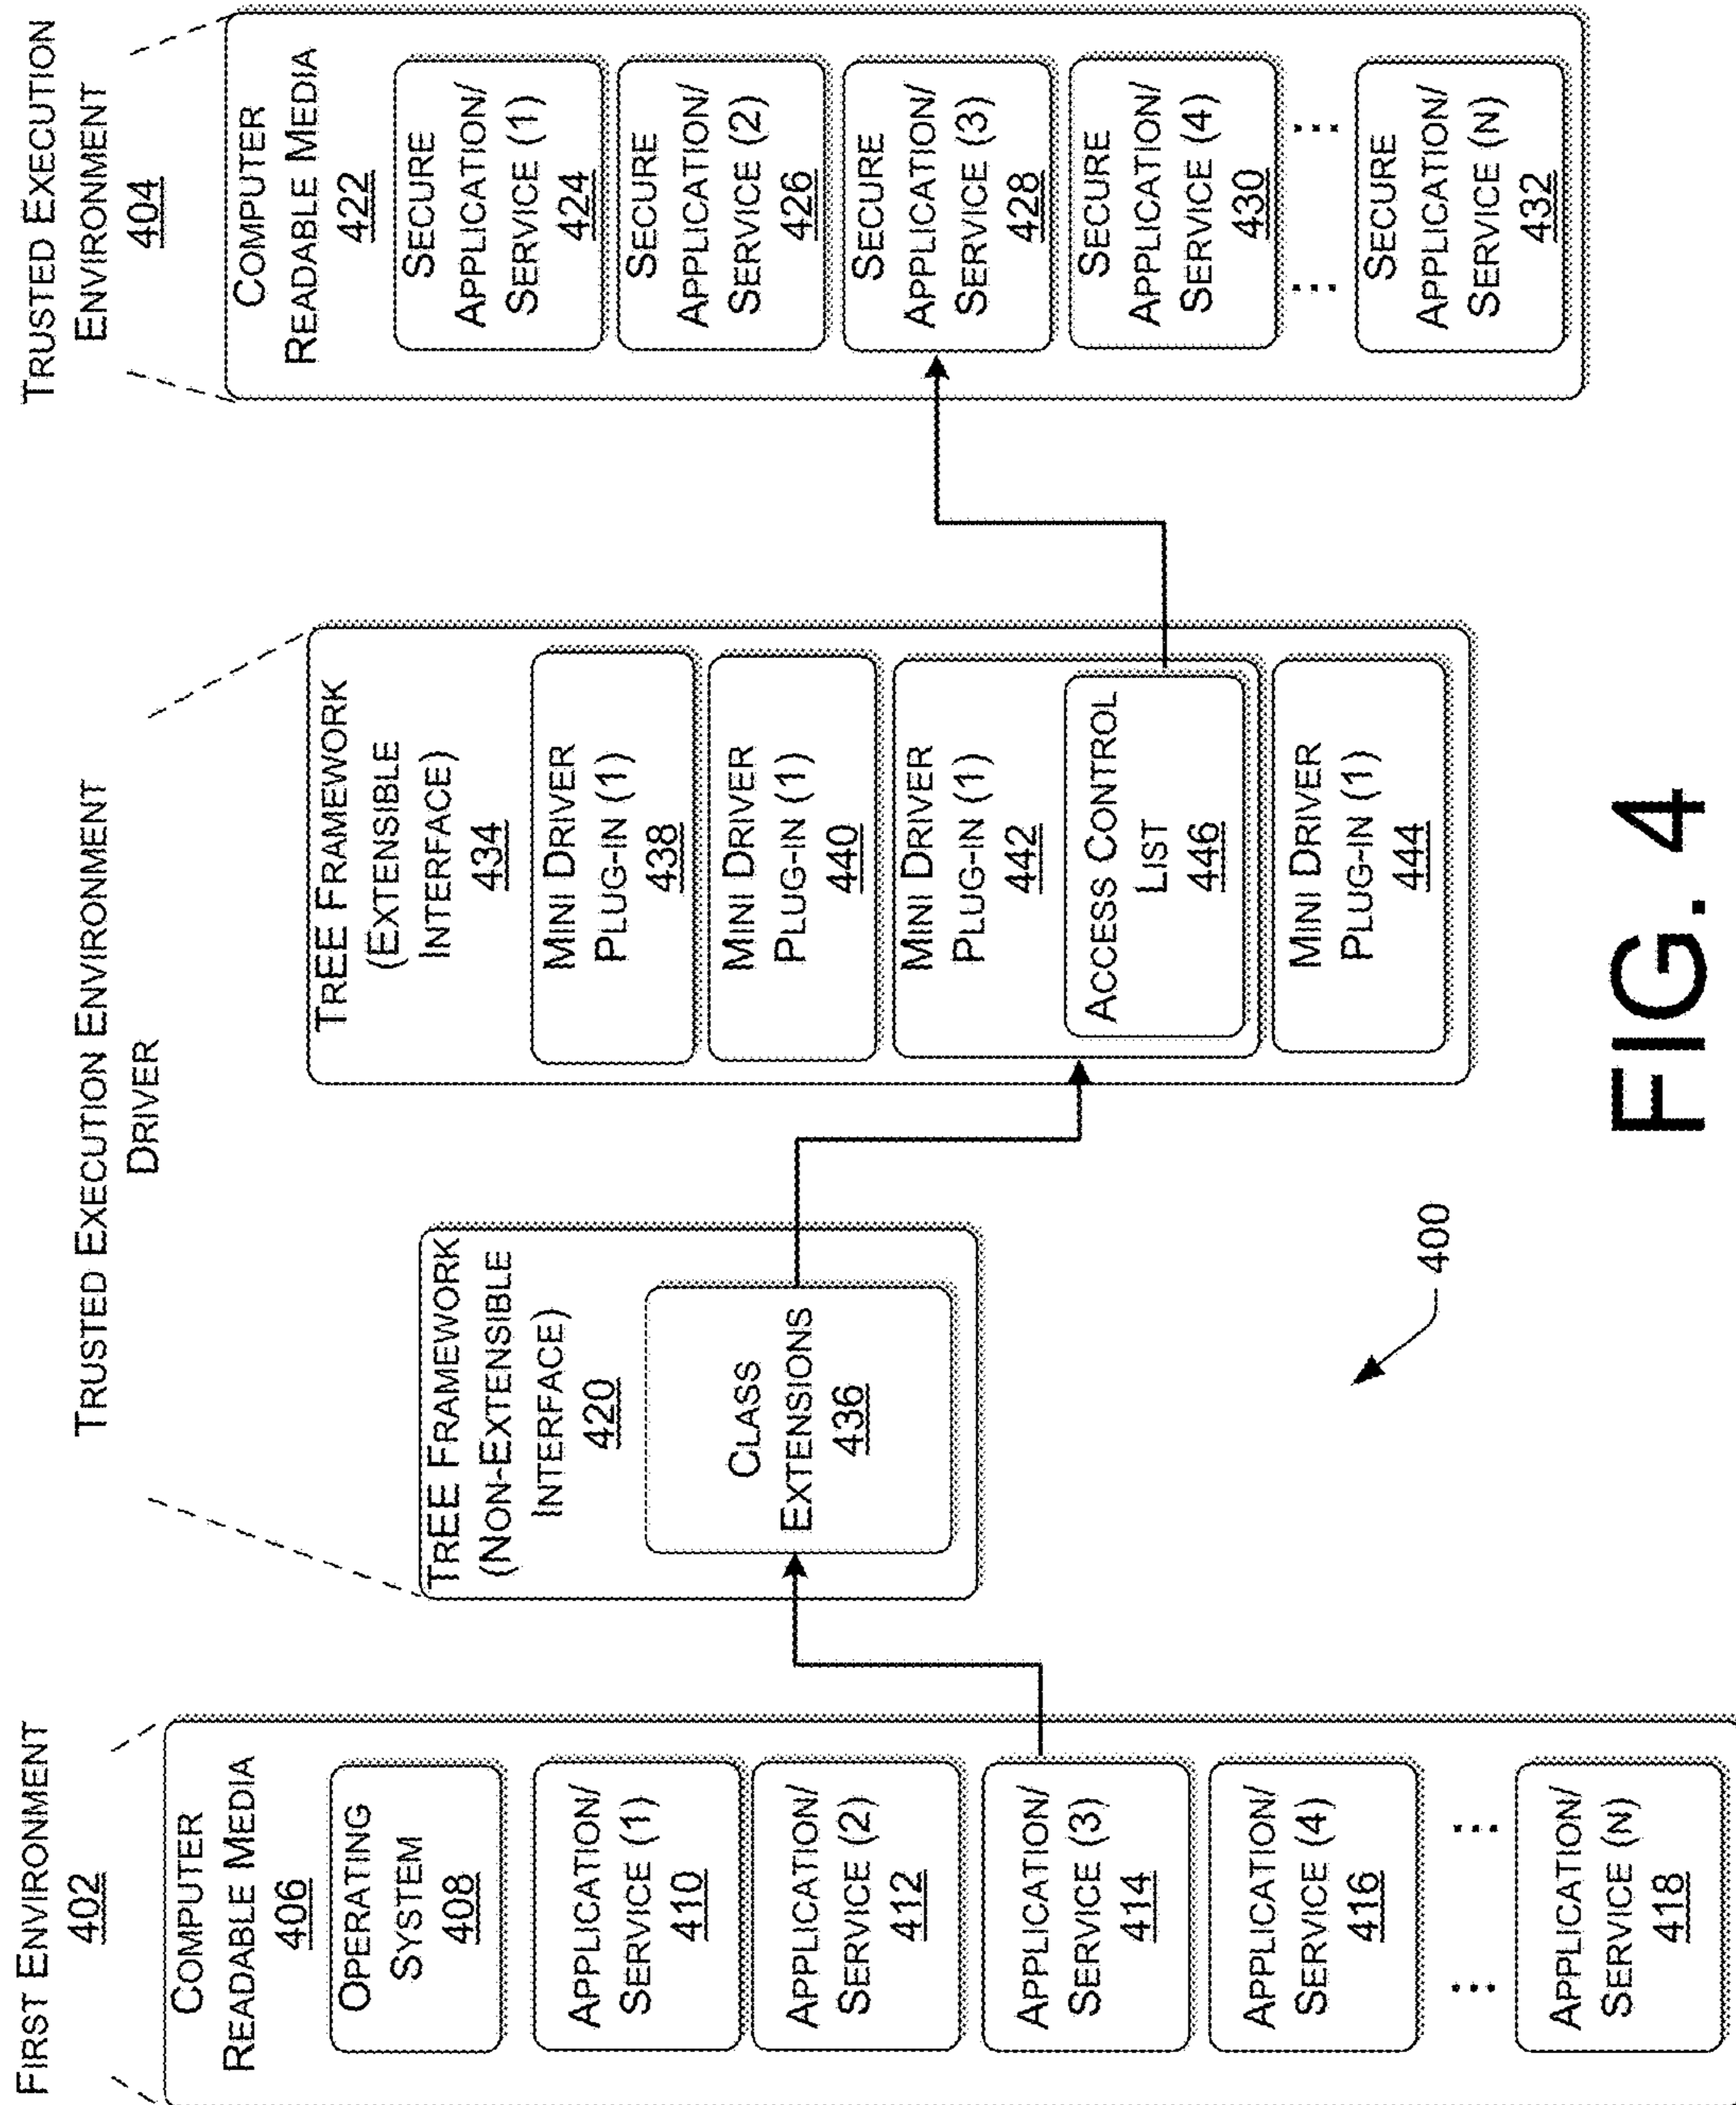 FIRST ENVIRONMENT
402
COMPUTER
READABLE MEDIA
406
OPERATING
SYSTEM
408
APPLICATION/
SERVICE (1)
410
APPLICATION/
SERVICE (2)
412
APPLICATION/
SERVICE (3)
414
APPLICATION/
SERVICE (4)
416
... ...
APPLICATION/
SERVICE (N)
418
TRUSTED EXECUTION ENVIRONMENT
DRIVER
TREE FRAMEWORK
(NON-EXTENSIBLE
INTERFACE)
420
CLASS
EXTENSIONS
436
TREE FRAMEWORK
(EXTENSIBLE
INTERFACE)
434
MINI DRIVER
PLUG-IN (1)
438
MINI DRIVER
PLUG-IN (1)
440
MINI DRIVER
PLUG-IN (1)
442
ACCESS CONTROL
LIST
446
MINI DRIVER
PLUG-IN (1)
444
TRUSTED EXECUTION
ENVIRONMENT
404
COMPUTER
READABLE MEDIA
422
SECURE
APPLICATION/
SERVICE (1)
424
SECURE
APPLICATION/
SERVICE (2)
426
SECURE
APPLICATION/
SERVICE (3)
428
SECURE
APPLICATION/
SERVICE (4)
430
... ...
SECURE
APPLICATION/
SERVICE (N)
432
400
FIG. 4